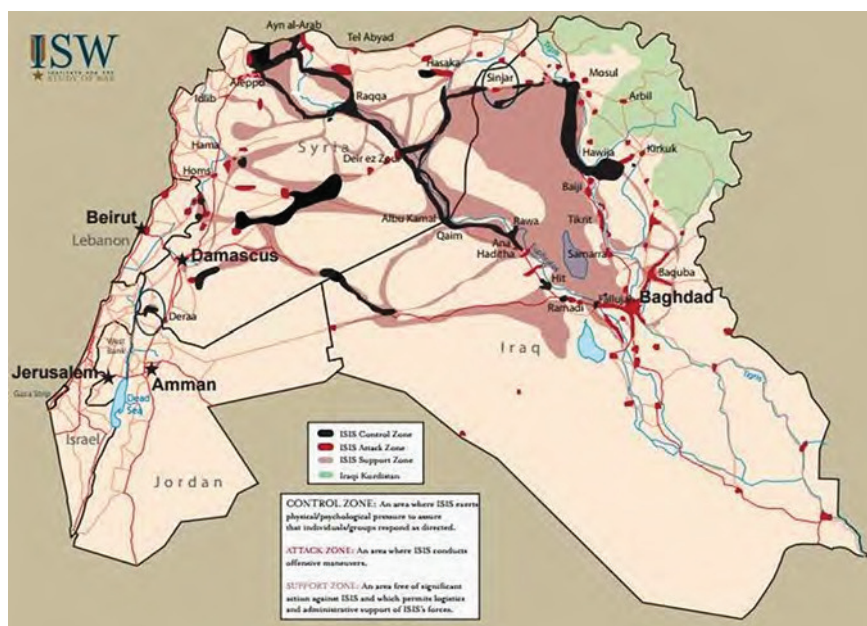 ISW
INSTITUTE FOR THE
STUDY OF WAR
Ayn al-Arab
Tel Abyad
Aleppo
Hasaka
Sinjar
Tigris
Mosul
Idlib
Raqqa
Arbil
Hama
Syria
Deir ez Zour
Hawija
Kirkuk
Homs
Baiji
Beirut
Lebanon
Albu Kamal
Qaim
Rawa
Ana
Haditha
Tikrit
Samarra
Euphrates
Damascus
Hit
Baquba
Deraa
Ramadi
Fallujah
Baghdad
West
Bank
Iraq
Jerusalem
Amman
Gaza Strip
Dead
Sea
Tigris
Israel
Jordan
ISIS Control Zone
ISIS Attack Zone
ISIS Support Zone
Iraqi Kurdistan
CONTROL ZONE: An area where ISIS exerts
physical/psychological pressure to assure
that individuals/groups respond as directed.
ATTACK ZONE: An area where ISIS conducts
offensive maneuvers.
SUPPORT ZONE: An area free of significant
action against ISIS and which permit logistics
and administrative support of ISIS's forces.